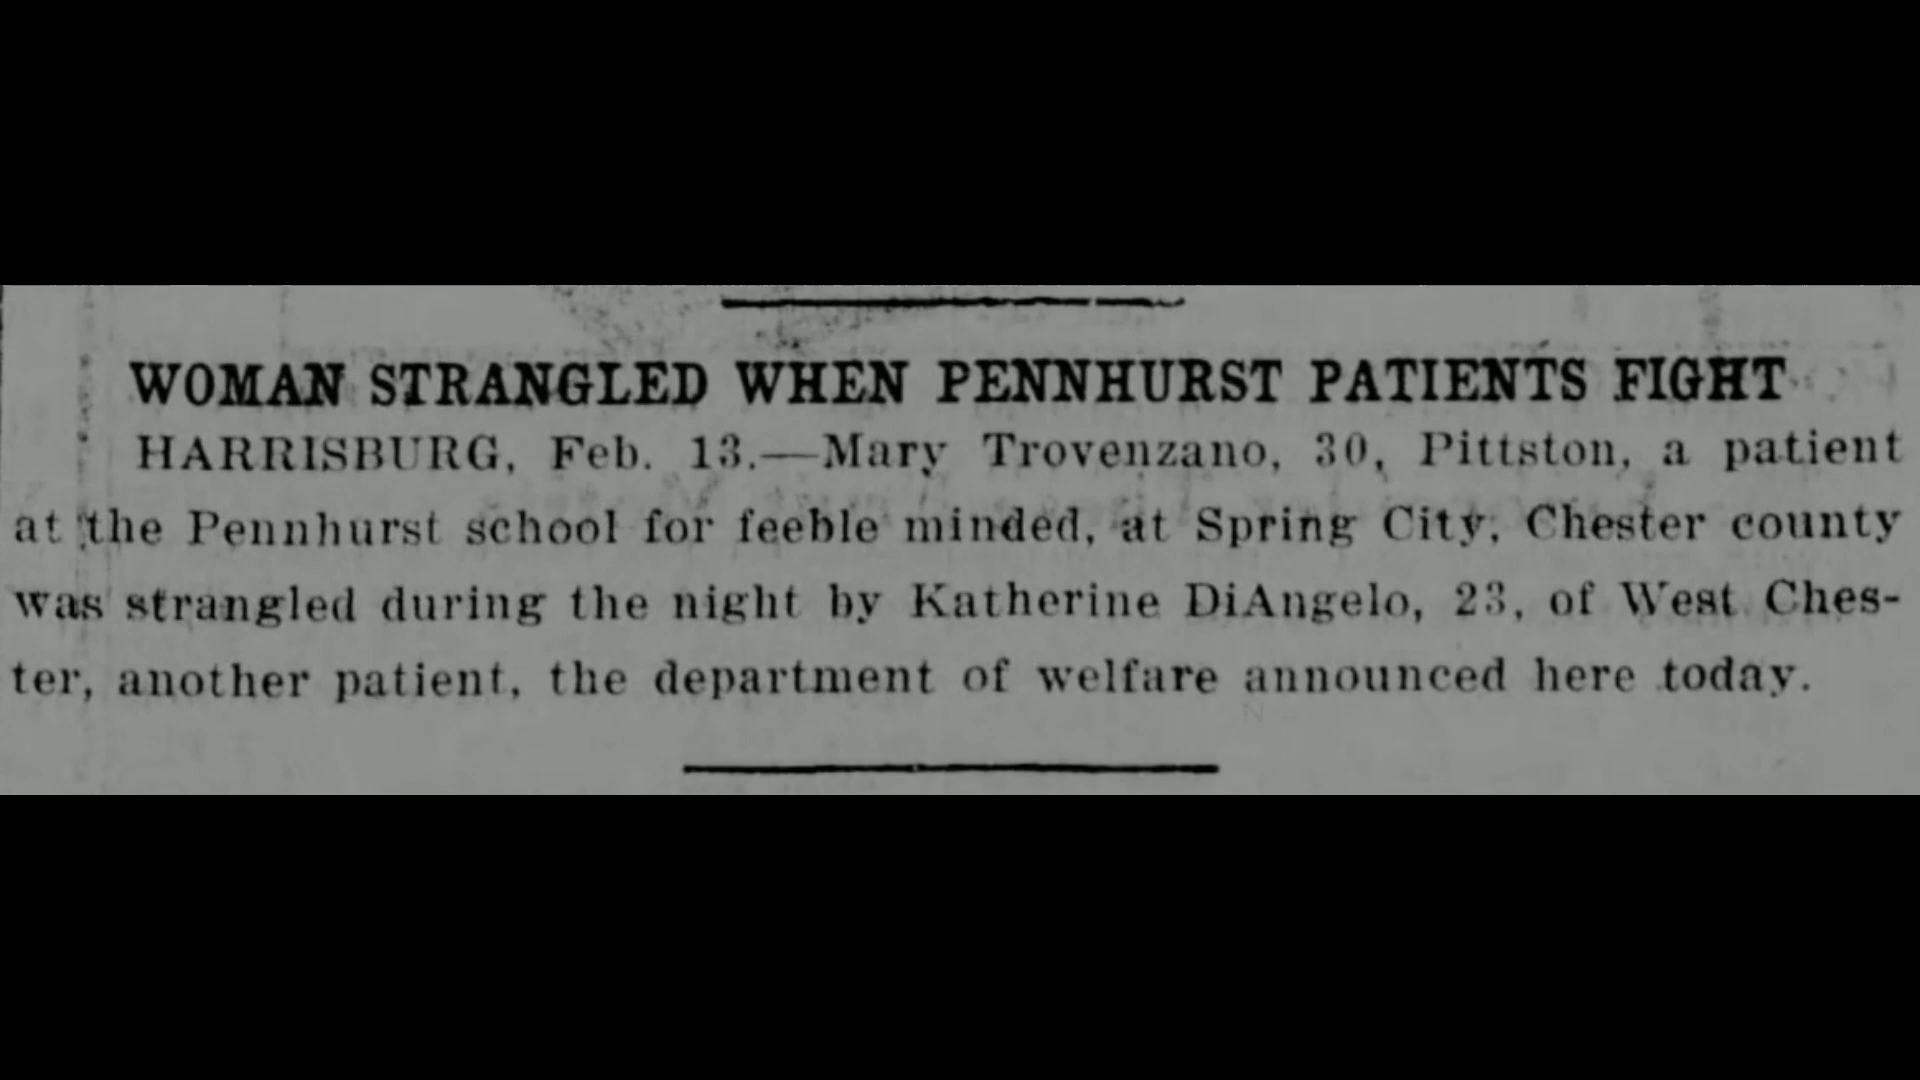 WOMAN STRANGLED WHEN PENNHURST PATIENTS FIGHT
HARRISBURG, Feb. 13.—Mary Trovenzano, 30, Pittston, a patient
at the Pennhurst school for feeble minded, at Spring City, Chester county
was strangled during the night by Katherine DiAngelo, 23, of West Ches-
ter, another patient, the department of welfare announced here today.